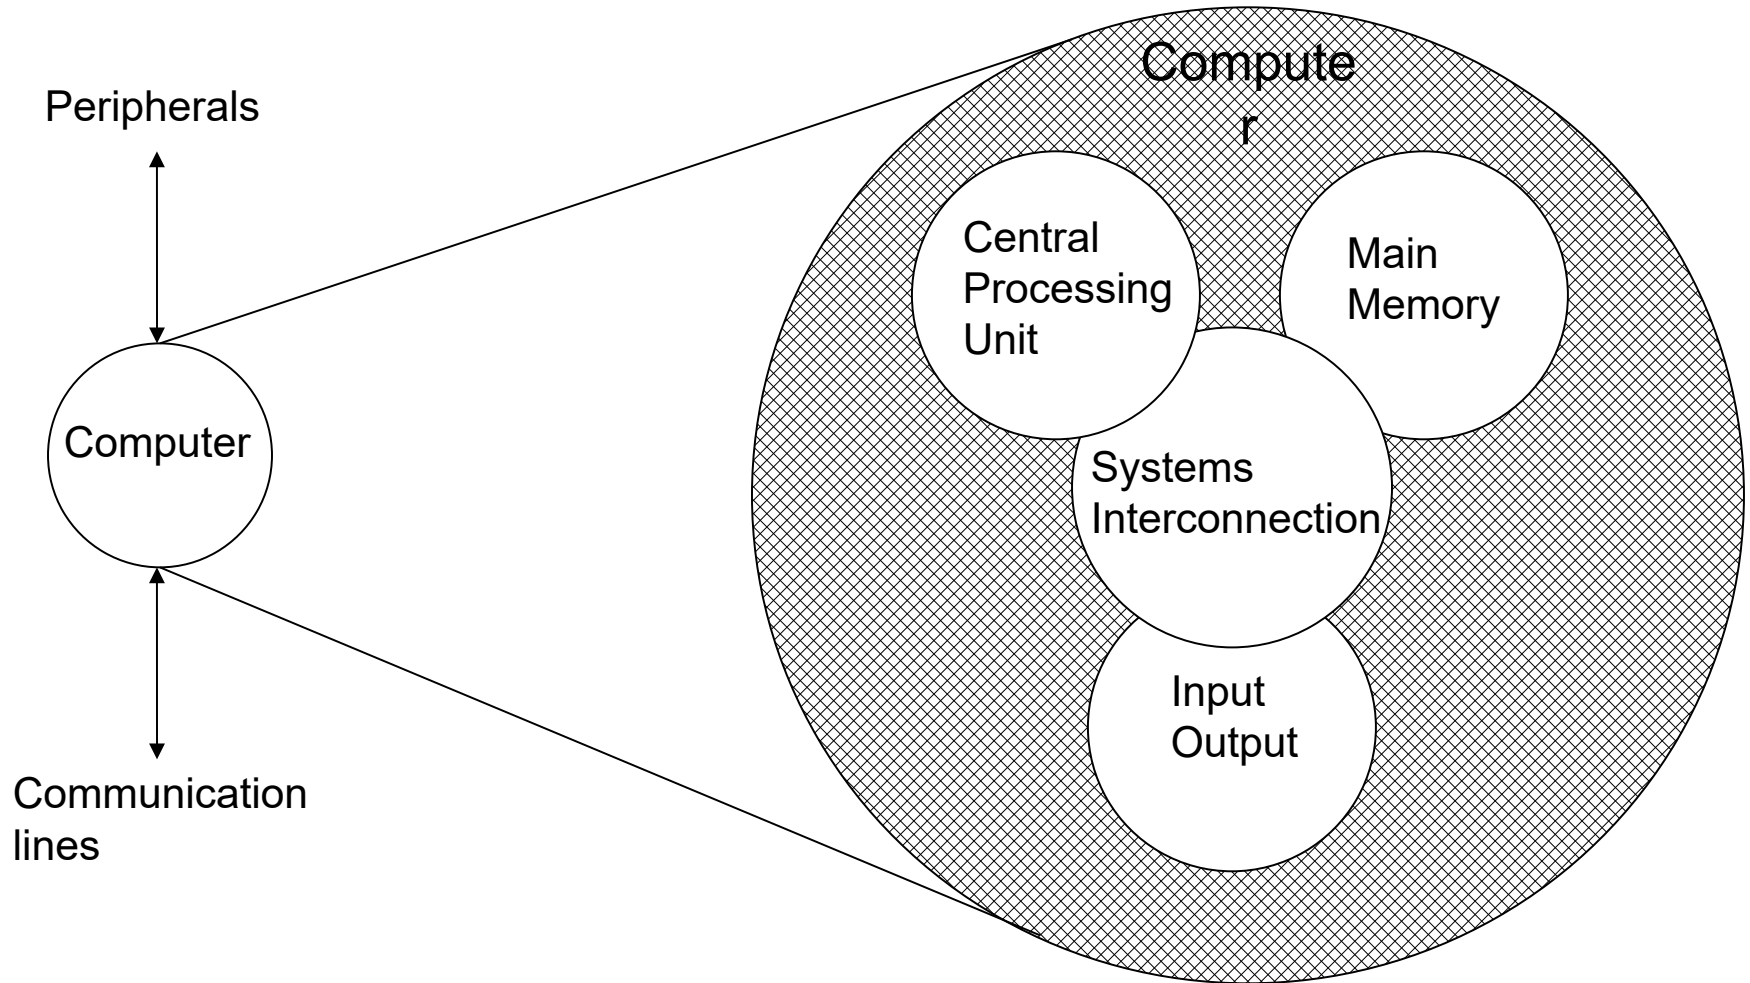 Peripherals
Computer
Communication
lines
Compute
r
Central
Processing
Unit
Main
Memory
Systems
Interconnection
Input
Output